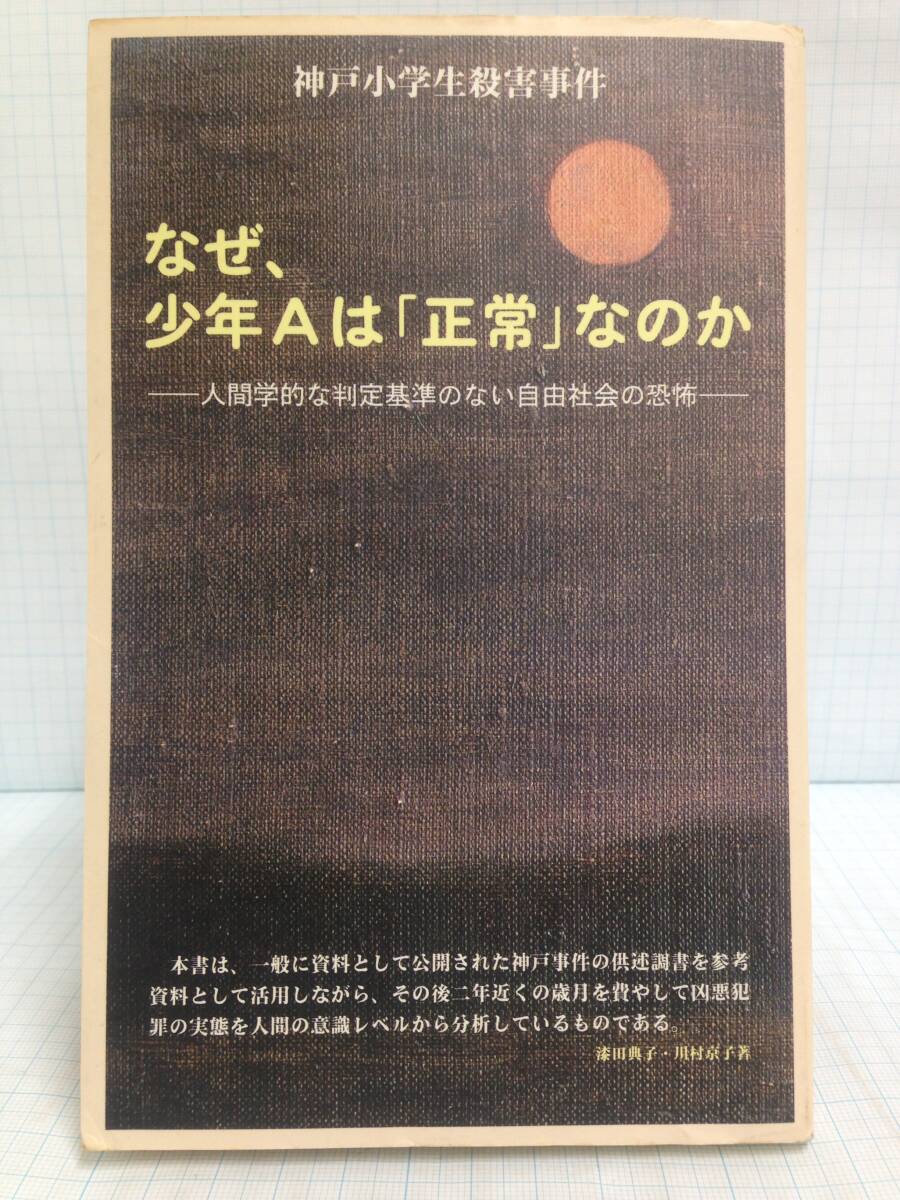 神戸小学生殺害事件
なぜ、
少年Aは「正常」なのか
──人間学的な判定基準のない自由社会の恐怖──
本書は、一般に資料として公開された神戸事件の供述調書を参考
資料として活用しながら、その後二年近くの歳月を費やして凶悪犯
罪の実態を人間の意識レベルから分析しているものである。
漆田典子・川村京子著